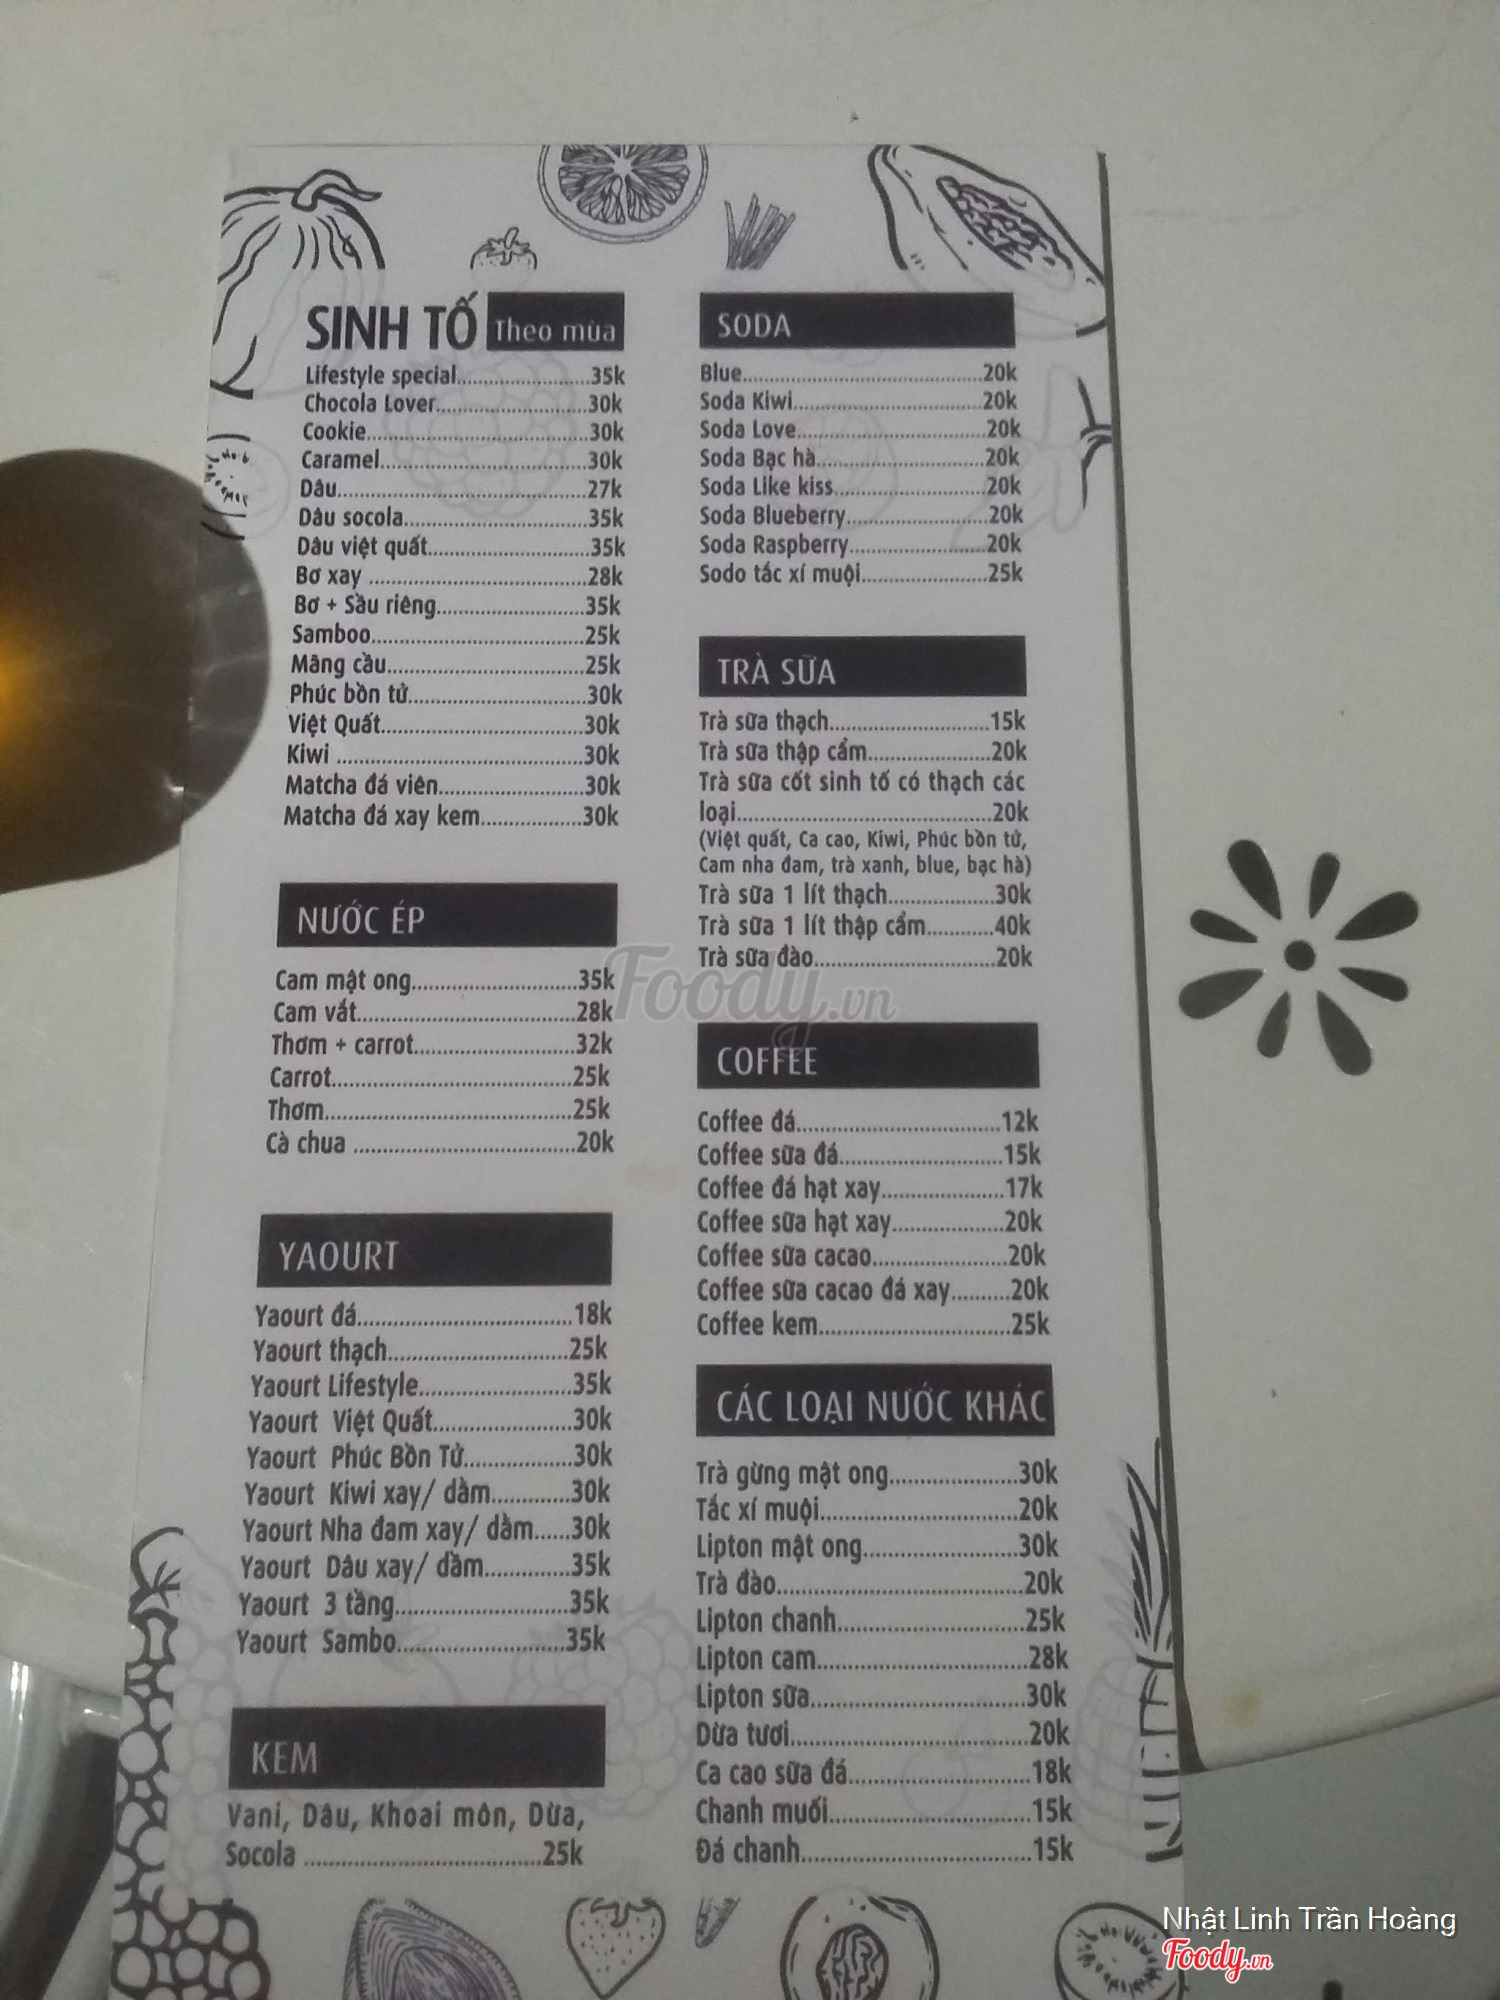 SINH TỐ Theo mùa
Lifestyle special......................35k
Chocola Lover.........................30k
Cookie.....................................30k
Caramel..................................30k
Dâu.........................................27k
Dâu socola..............................35k
Dâu việt quất...........................35k
Bơ xay ....................................28k
Bơ + Sầu riêng........................35k
Samboo...................................25k
Mãng cầu.................................25k
Phúc bồn tử.............................30k
Việt Quất..................................30k
Kiwi .........................................30k
Matcha đá viên........................30k
Matcha đá xay kem.................30k
NƯỚC ÉP
Cam mật ong...........................35k
Cam vắt....................................28k
Thơm + carrot..........................32k
Carrot.......................................25k
Thơm........................................25k
Cà chua ...................................20k
YAOURT
Yaourt đá..................................18k
Yaourt thạch.............................25k
Yaourt Lifestyle.........................35k
Yaourt Việt Quất.......................30k
Yaourt Phúc Bồn Tử.................30k
Yaourt Kiwi xay/ dằm.............30k
Yaourt Nha đam xay/ dằm......30k
Yaourt Dâu xay/ dầm..............35k
Yaourt 3 tầng...........................35k
Yaourt Sambo..........................35k
KEM
Vani, Dâu, Khoai môn, Dừa,
Socola ......................................25k
SODA
Blue..........................................20k
Soda Kiwi.................................20k
Soda Love................................20k
Soda Bạc hà.............................20k
Soda Like kiss..........................20k
Soda Blueberry........................20k
Soda Raspberry........................20k
Sodo tắc xí muội......................25k
TRÀ SỮA
Trà sữa thạch...........................15k
Trà sữa thập cẩm.....................20k
Trà sữa cốt sinh tố có thạch các
loại............................................20k
(Việt quất, Ca cao, Kiwi, Phúc bồn tử,
Cam nha đam, trà xanh, blue, bạc hà)
Trà sữa 1 lít thạch...................30k
Trà sữa 1 lít thập cẩm............40k
Trà sữa đào..............................20k
COFFEE
Coffee đá..................................12k
Coffee sữa đá...........................15k
Coffee đá hạt xay....................17k
Coffee sữa hạt xay...................20k
Coffee sữa cacao......................20k
Coffee sữa cacao đá xay..........20k
Coffee kem...............................25k
CÁC LOẠI NƯỚC KHÁC
Trà gừng mật ong....................30k
Tắc xí muội...............................20k
Lipton mật ong.........................30k
Trà đào......................................20k
Lipton chanh.............................25k
Lipton cam................................28k
Lipton sữa.................................30k
Dừa tươi....................................20k
Ca cao sữa đá...........................18k
Chanh muối..............................15k
Đá chanh...................................15k
Foody.vn
Nhật Linh Trần Hoàng
Foody.vn